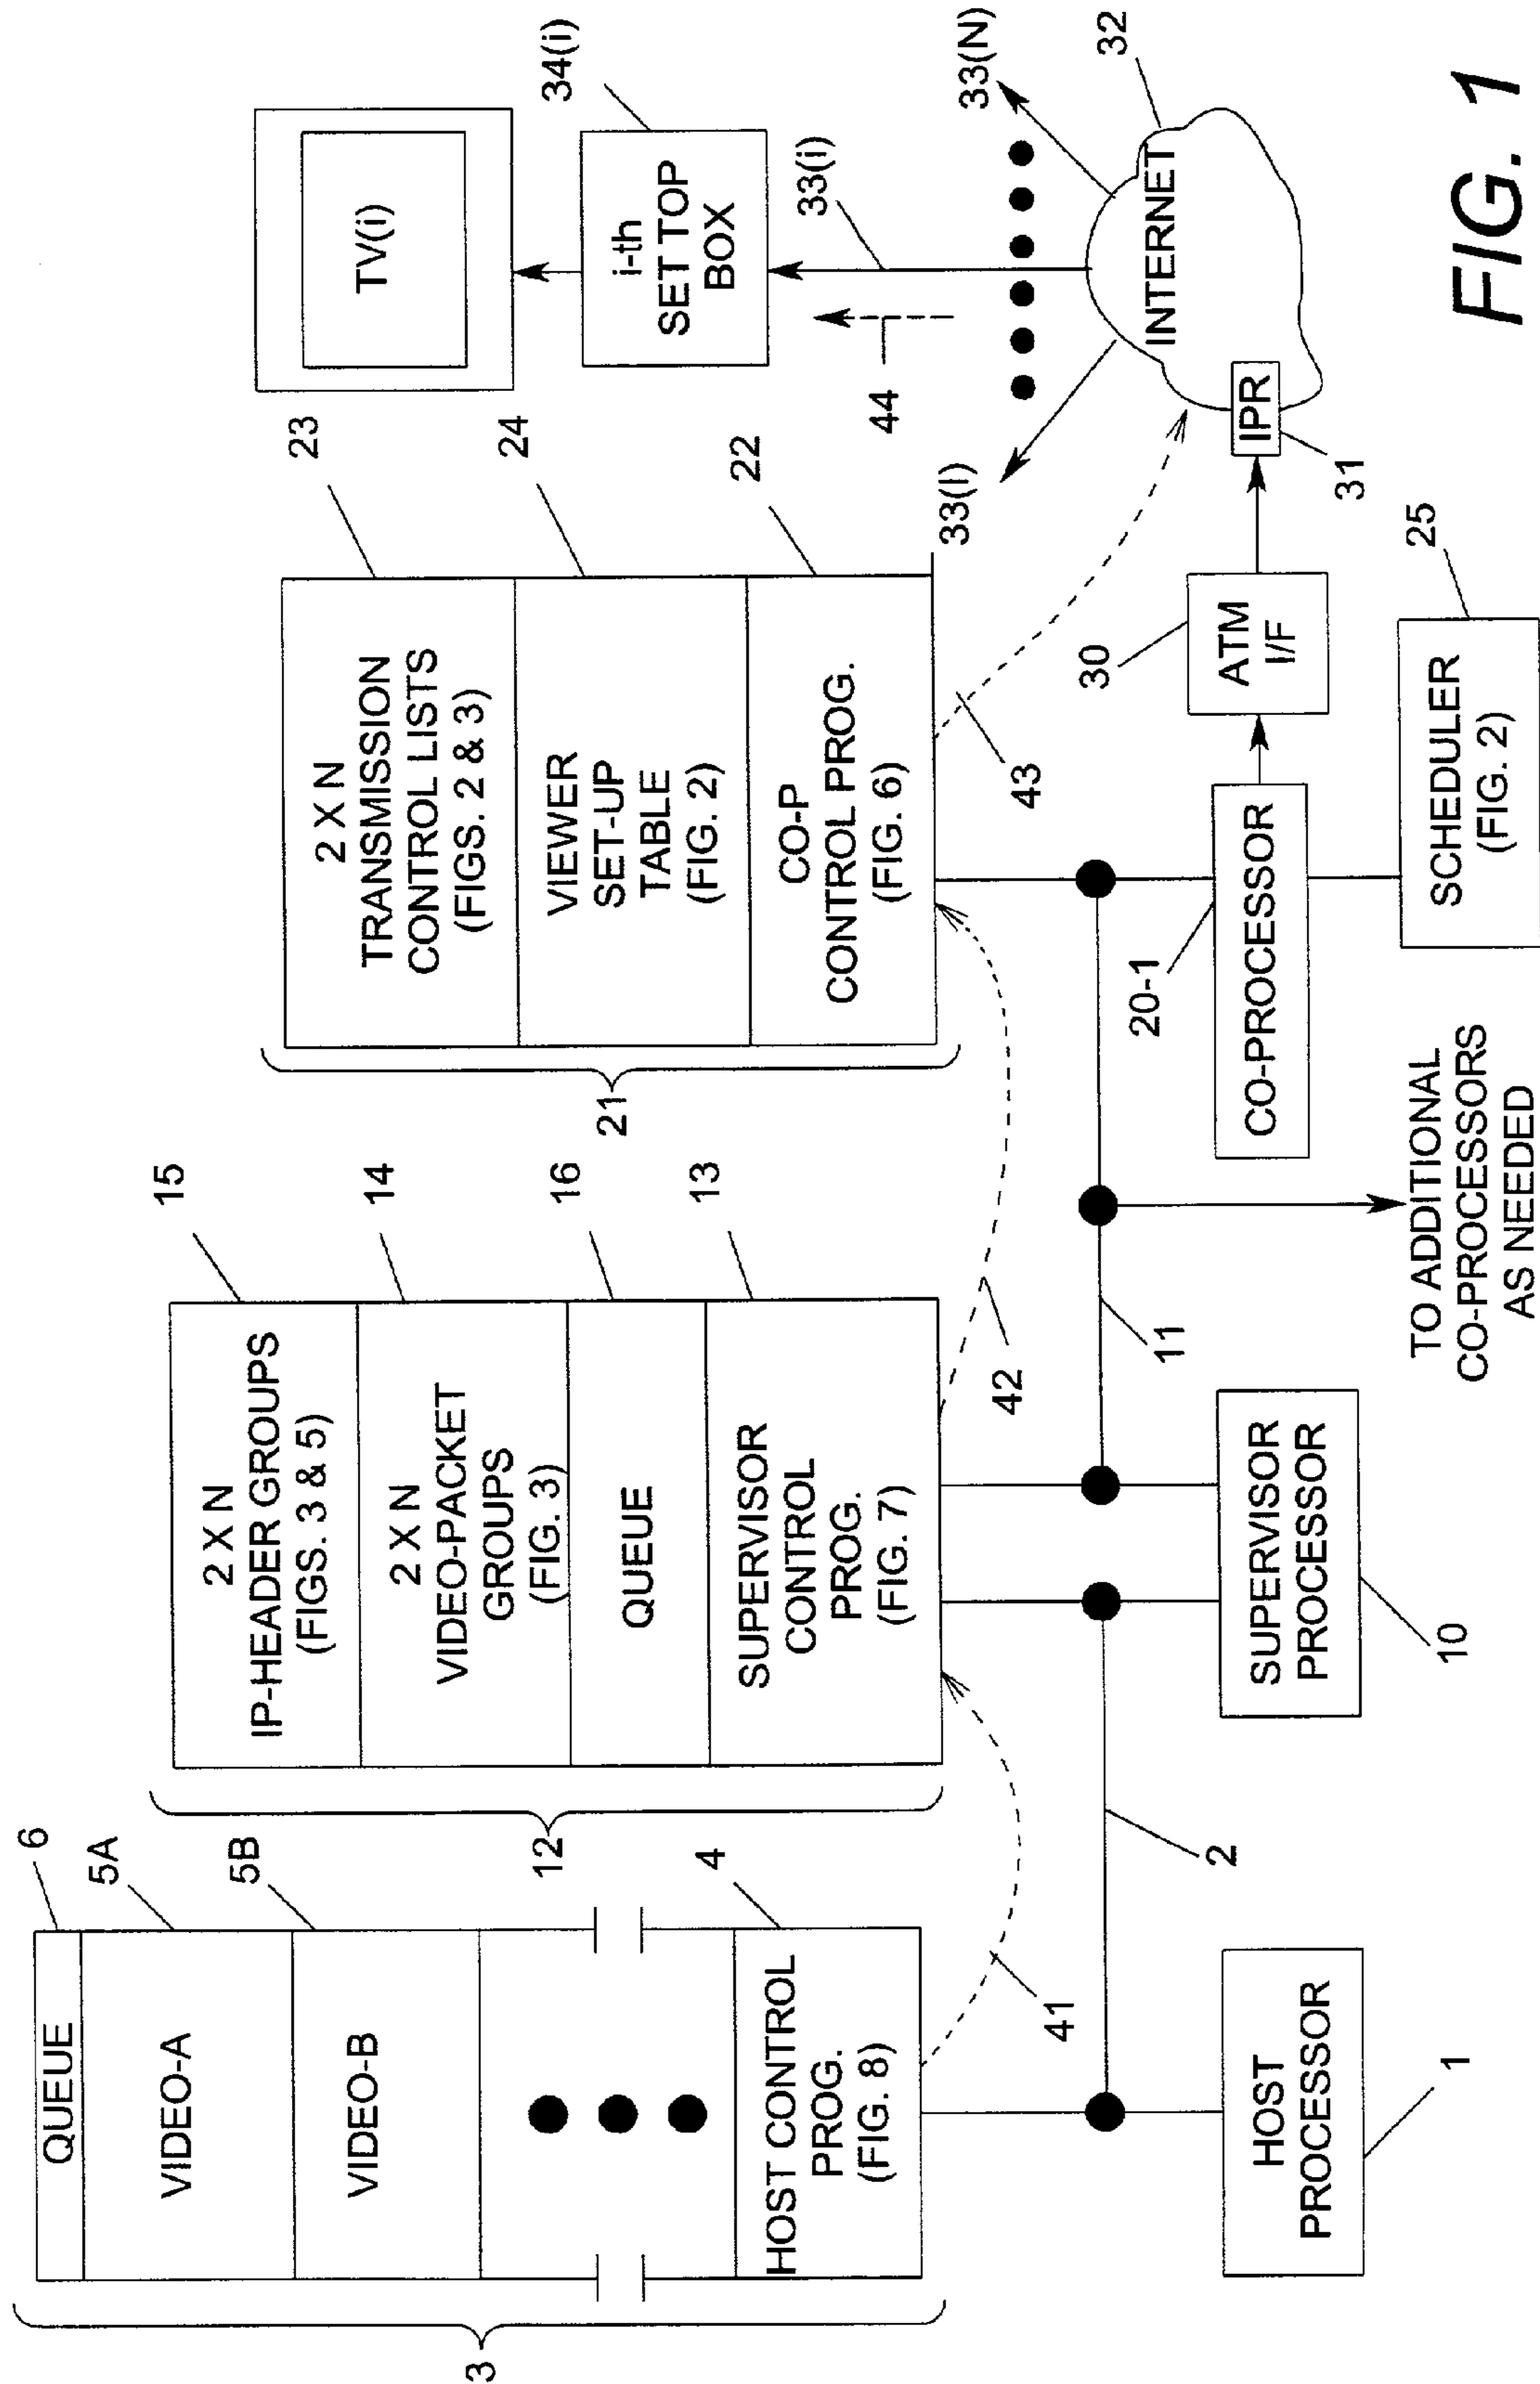 6
QUEUE
5A
VIDEO-A
5B
VIDEO-B
4
HOST CONTROL
PROG.
(FIG. 8)
3
41
HOST
PROCESSOR
1
2
15
2 X N
IP-HEADER GROUPS
(FIGS. 3 & 5)
14
2 X N
VIDEO-PACKET
GROUPS
(FIG. 3)
16
QUEUE
13
SUPERVISOR
CONTROL
PROG.
(FIG. 7)
12
42
SUPERVISOR
PROCESSOR
10
11
TO ADDITIONAL
CO-PROCESSORS
AS NEEDED
23
2 X N
TRANSMISSION
CONTROL LISTS
(FIGS. 2 & 3)
24
VIEWER
SET-UP
TABLE
(FIG. 2)
22
CO-P
CONTROL PROG.
(FIG. 6)
21
43
20-1
CO-PROCESSOR
SCHEDULER
(FIG. 2)
25
30
ATM
I/F
IPR
31
INTERNET
32
33(I)
33(i)
33(N)
44
i-th
SET TOP
BOX
34(i)
TV(i)
FIG. 1